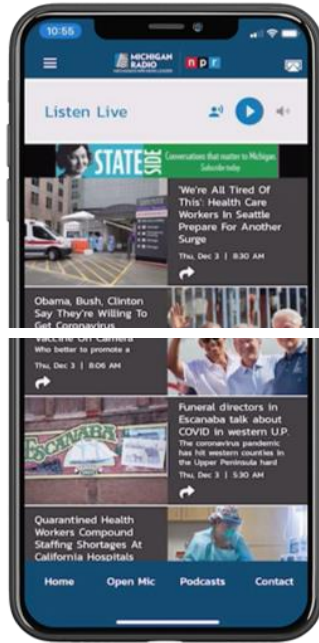 10:55
MICHIGAN
RADIO
npr
Listen Live
STATE
SIDE
Conversations that matter to Michigan.
Subscribe today
'We're All Tired Of
This': Health Care
Workers In Seattle
Prepare For Another
Surge
Thu, Dec 3 | 8:30 AM
Obama, Bush, Clinton
Say They're Willing To
Get Coronavirus
Vaccine On Camera
Who better to promote a
Thu, Dec 3 | 8:06 AM
ESCANABA
Funeral directors in
Escanaba talk about
COVID in western U.P.
The coronavirus pandemic
has hit western counties in
the Upper Peninsula hard
Thu, Dec 3 | 5:30 AM
Quarantined Health
Workers Compound
Staffing Shortages At
California Hospitals
Home
Open Mic
Podcasts
Contact